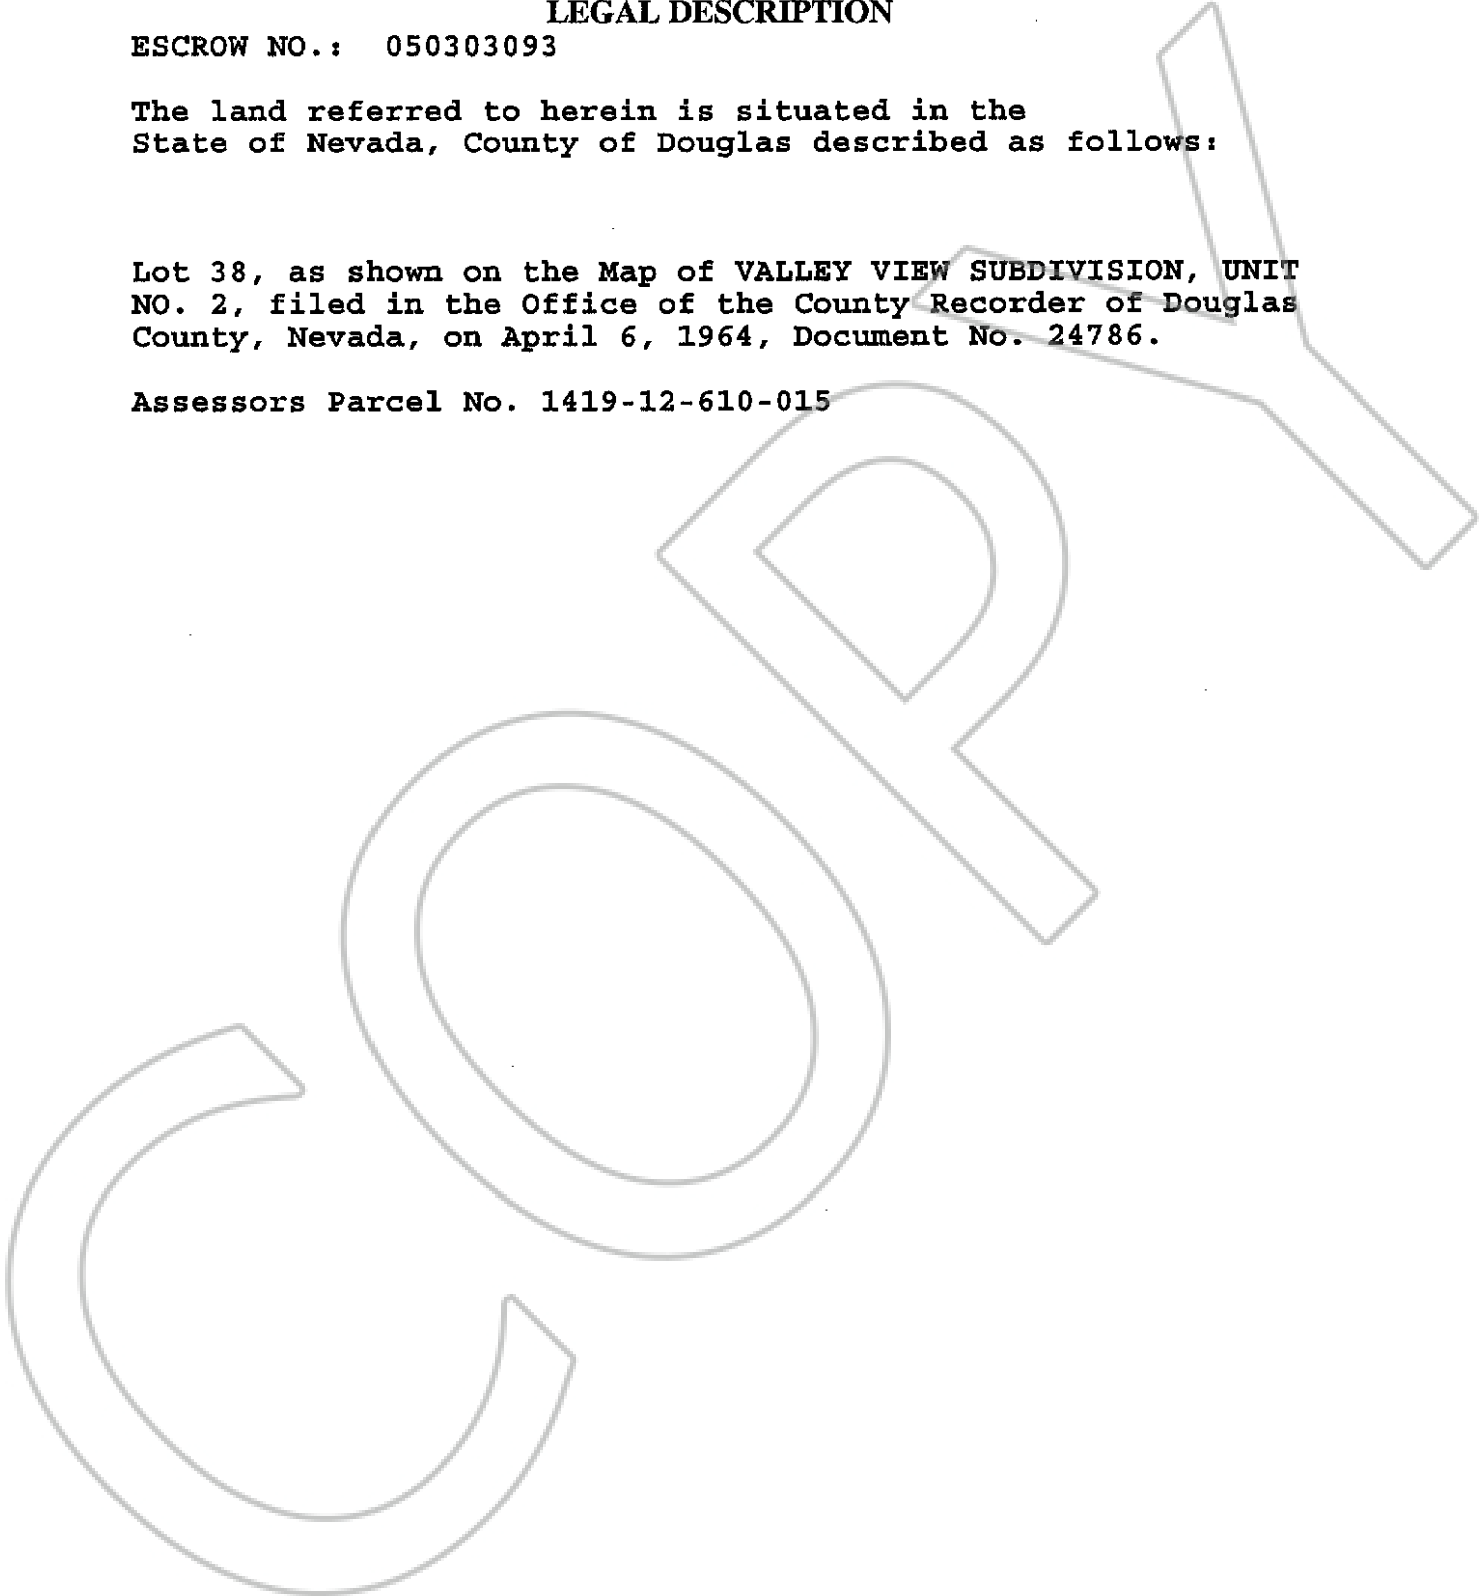 LEGAL DESCRIPTION
ESCROW NO.: 050303093
The land referred to herein is situated in the
State of Nevada, County of Douglas described as follows:
Lot 38, as shown on the Map of VALLEY VIEW SUBDIVISION, UNIT
NO. 2, filed in the Office of the County Recorder of Douglas
County, Nevada, on April 6, 1964, Document No. 24786.
Assessors Parcel No. 1419-12-610-015
COPY